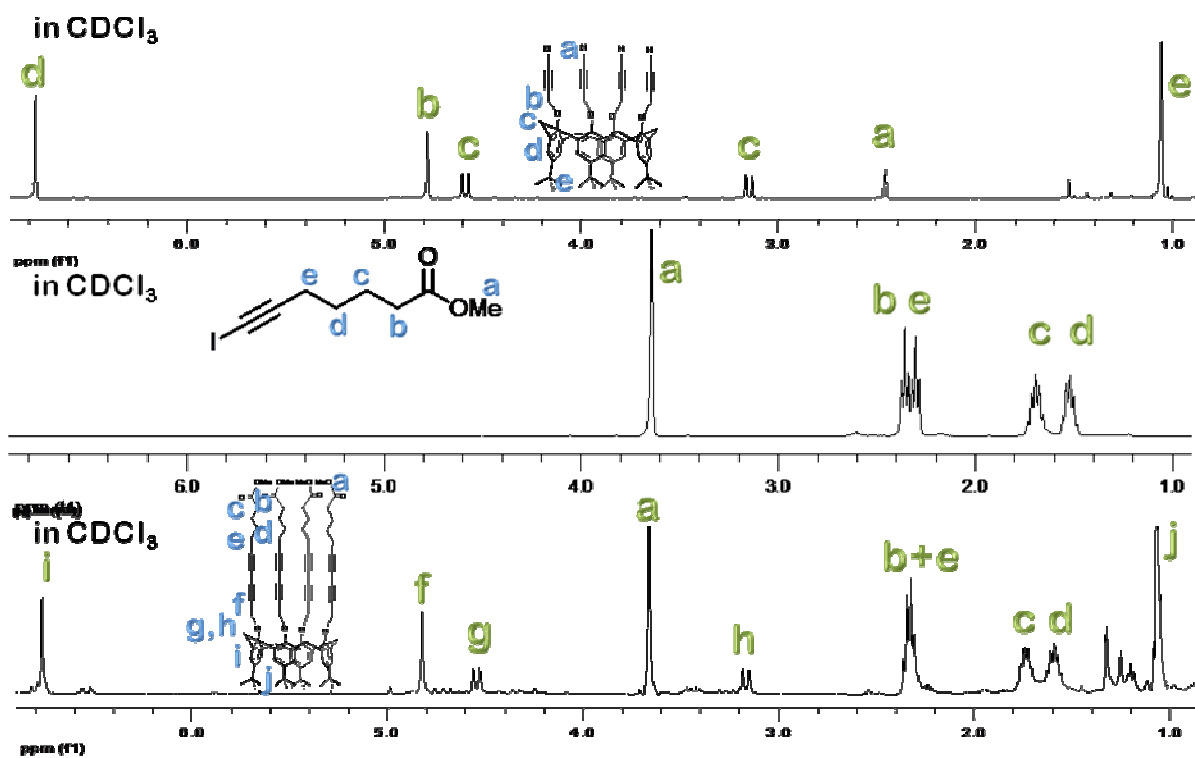 in CDCl3
H a H H H
d b c c a e
b
c
d
e
6.0 5.0 4.0 3.0 2.0 1.0
ppm (f1)
in CDCl3
O
e c a
I OMe
d b
a b e c d
6.0 5.0 4.0 3.0 2.0 1.0
in CDCl3
a
c b
e d
f
g,h
i
j
i f g a h b+e c d j
6.0 5.0 4.0 3.0 2.0 1.0
ppm (f1)